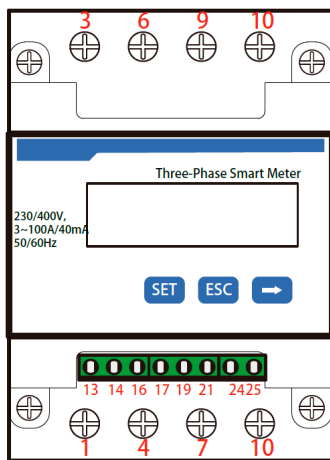 3 6 9 10
Three-Phase Smart Meter
230/400V,
3~100A/40mA
50/60Hz
SET ESC
13 14 16 17 19 21 24 25
1 4 7 10